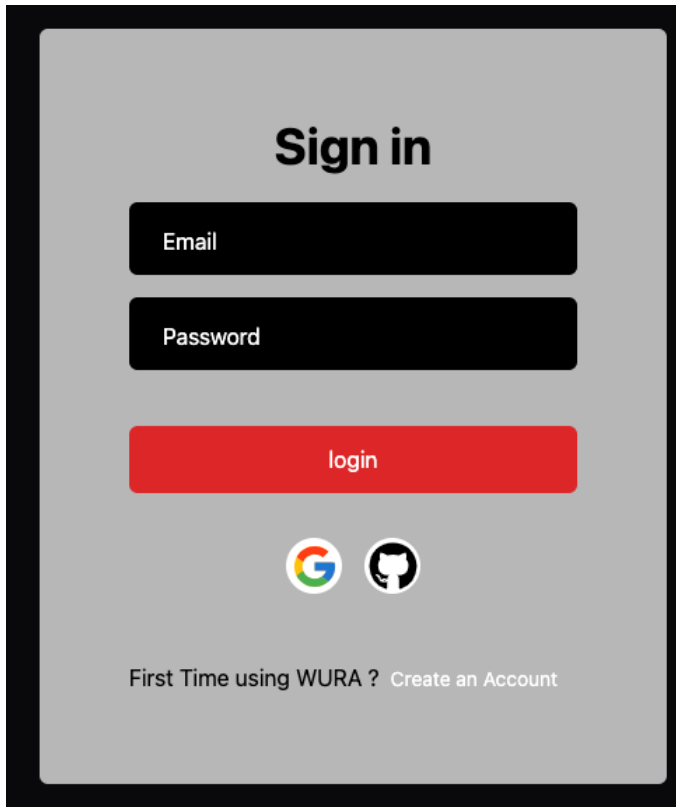 Sign in
Email
Password
login
First Time using WURA ? Create an Account